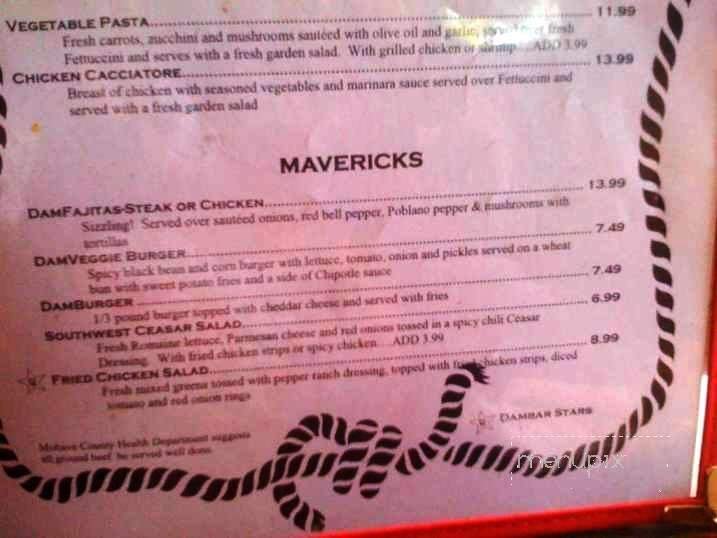 VEGETABLE PASTA........ 11.99
Fresh carrots, zucchini and mushrooms sautéed with olive oil and garlic, served over fresh
Fettuccini and serves with a fresh garden salad. With grilled chicken or shrimp...ADD 3.99
CHICKEN CACCIATORE........ 13.99
Breast of chicken with seasoned vegetables and marinara sauce served over Fettuccini and
served with a fresh garden salad
MAVERICKS
DAMFAJITAS-STEAK OR CHICKEN........ 13.99
Sizzling! Served over sautéed onions, red bell pepper, Poblano pepper & mushrooms with
tortillas
DAMVEGGIE BURGER........ 7.49
Spicy black bean and corn burger with lettuce, tomato, onion and pickles served on a wheat
bun with sweet potato fries and a side of Chipotle sauce
DAMBURGER ........ 7.49
1/3 pound burger topped with cheddar cheese and served with fries
SOUTHWEST CEASAR SALAD........ 6.99
Fresh Romaine lettuce, Parmesan cheese and red onions tossed in a spicy chili Ceasar
Dressing. With fried chicken strips or spicy chicken....ADD 3.99
FRIED CHICKEN SALAD........ 8.99
Fresh mixed greens tossed with pepper ranch dressing, topped with fried chicken strips, diced
tomato and red onion rings
DAMBAR STARS
Mohave County Health Department suggests
all ground beef be served well done.
menupix